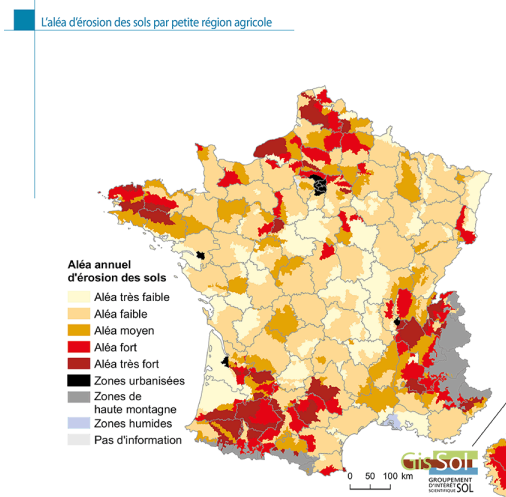 L'aléa d'érosion des sols par petite région agricole
Aléa annuel
d'érosion des sols
Aléa très faible
Aléa faible
Aléa moyen
Aléa fort
Aléa très fort
Zones urbanisées
Zones de
haute montagne
Zones humides
Pas d'information
0 50 100 km
Gis Sol
GROUPEMENT
D'INTÉRÊT
SCIENTIFIQUE SOL